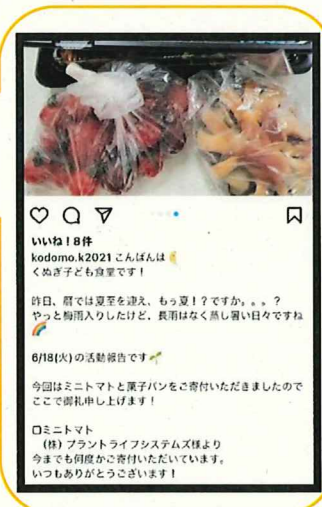 いいね！8件
kodomo.k2021 こんばんは🌜
くぬぎ子ども食堂です！
昨日、暦では夏至を迎え、もぅ夏！？ですか。。。？
やっと梅雨入りしたけど、長雨はなく蒸し暑い日々ですね
🌈
6/18(火)の活動報告です🌱
今回はミニトマトと菓子パンをご寄付いただきましたので
ここで御礼申し上げます！
□ミニトマト
(株) プラントライフシステムズ様より
今までも何度かご寄付いただいています。
いつもありがとうございます！